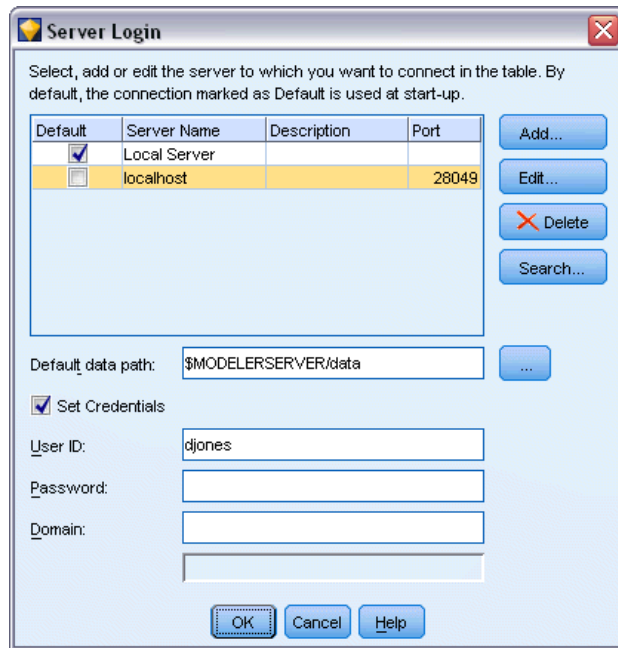 Server Login
Select, add or edit the server to which you want to connect in the table. By
default, the connection marked as Default is used at start-up.
Default Server Name Description Port
Local Server
localhost 28049
Add...
Edit...
Delete
Search...
Default data path: $MODELERSERVER/data ...
Set Credentials
User ID: djones
Password:
Domain:
OK Cancel Help